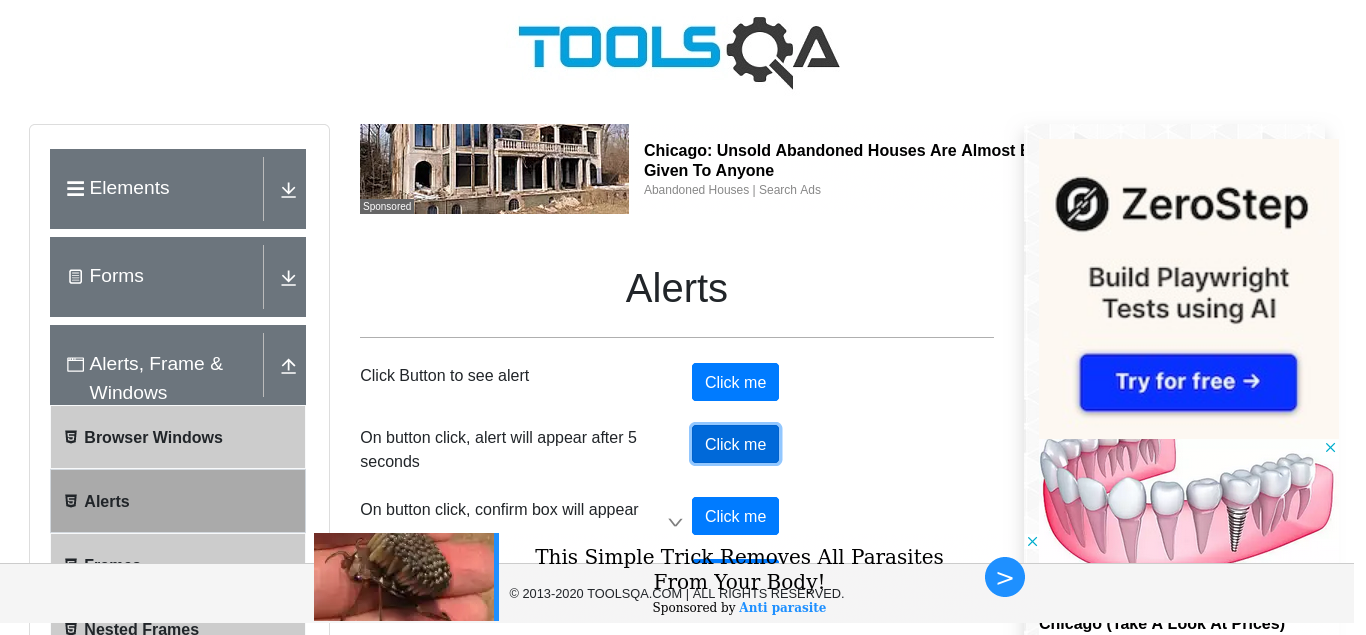 TOOLSQA
Elements
Forms
Alerts, Frame &
Windows
Browser Windows
Alerts
Frames
Nested Frames
Sponsored
Chicago: Unsold Abandoned Houses Are Almost
Given To Anyone
Abandoned Houses | Search Ads
Alerts
Click Button to see alert
Click me
On button click, alert will appear after 5
seconds
Click me
On button click, confirm box will appear
Click me
This Simple Trick Removes All Parasites
From Your Body!
Sponsored by Anti parasite
>
© 2013-2020 TOOLSQA.COM | ALL RIGHTS RESERVED.
ZeroStep
Build Playwright
Tests using AI
Try for free →
Chicago (Take A Look At Prices)